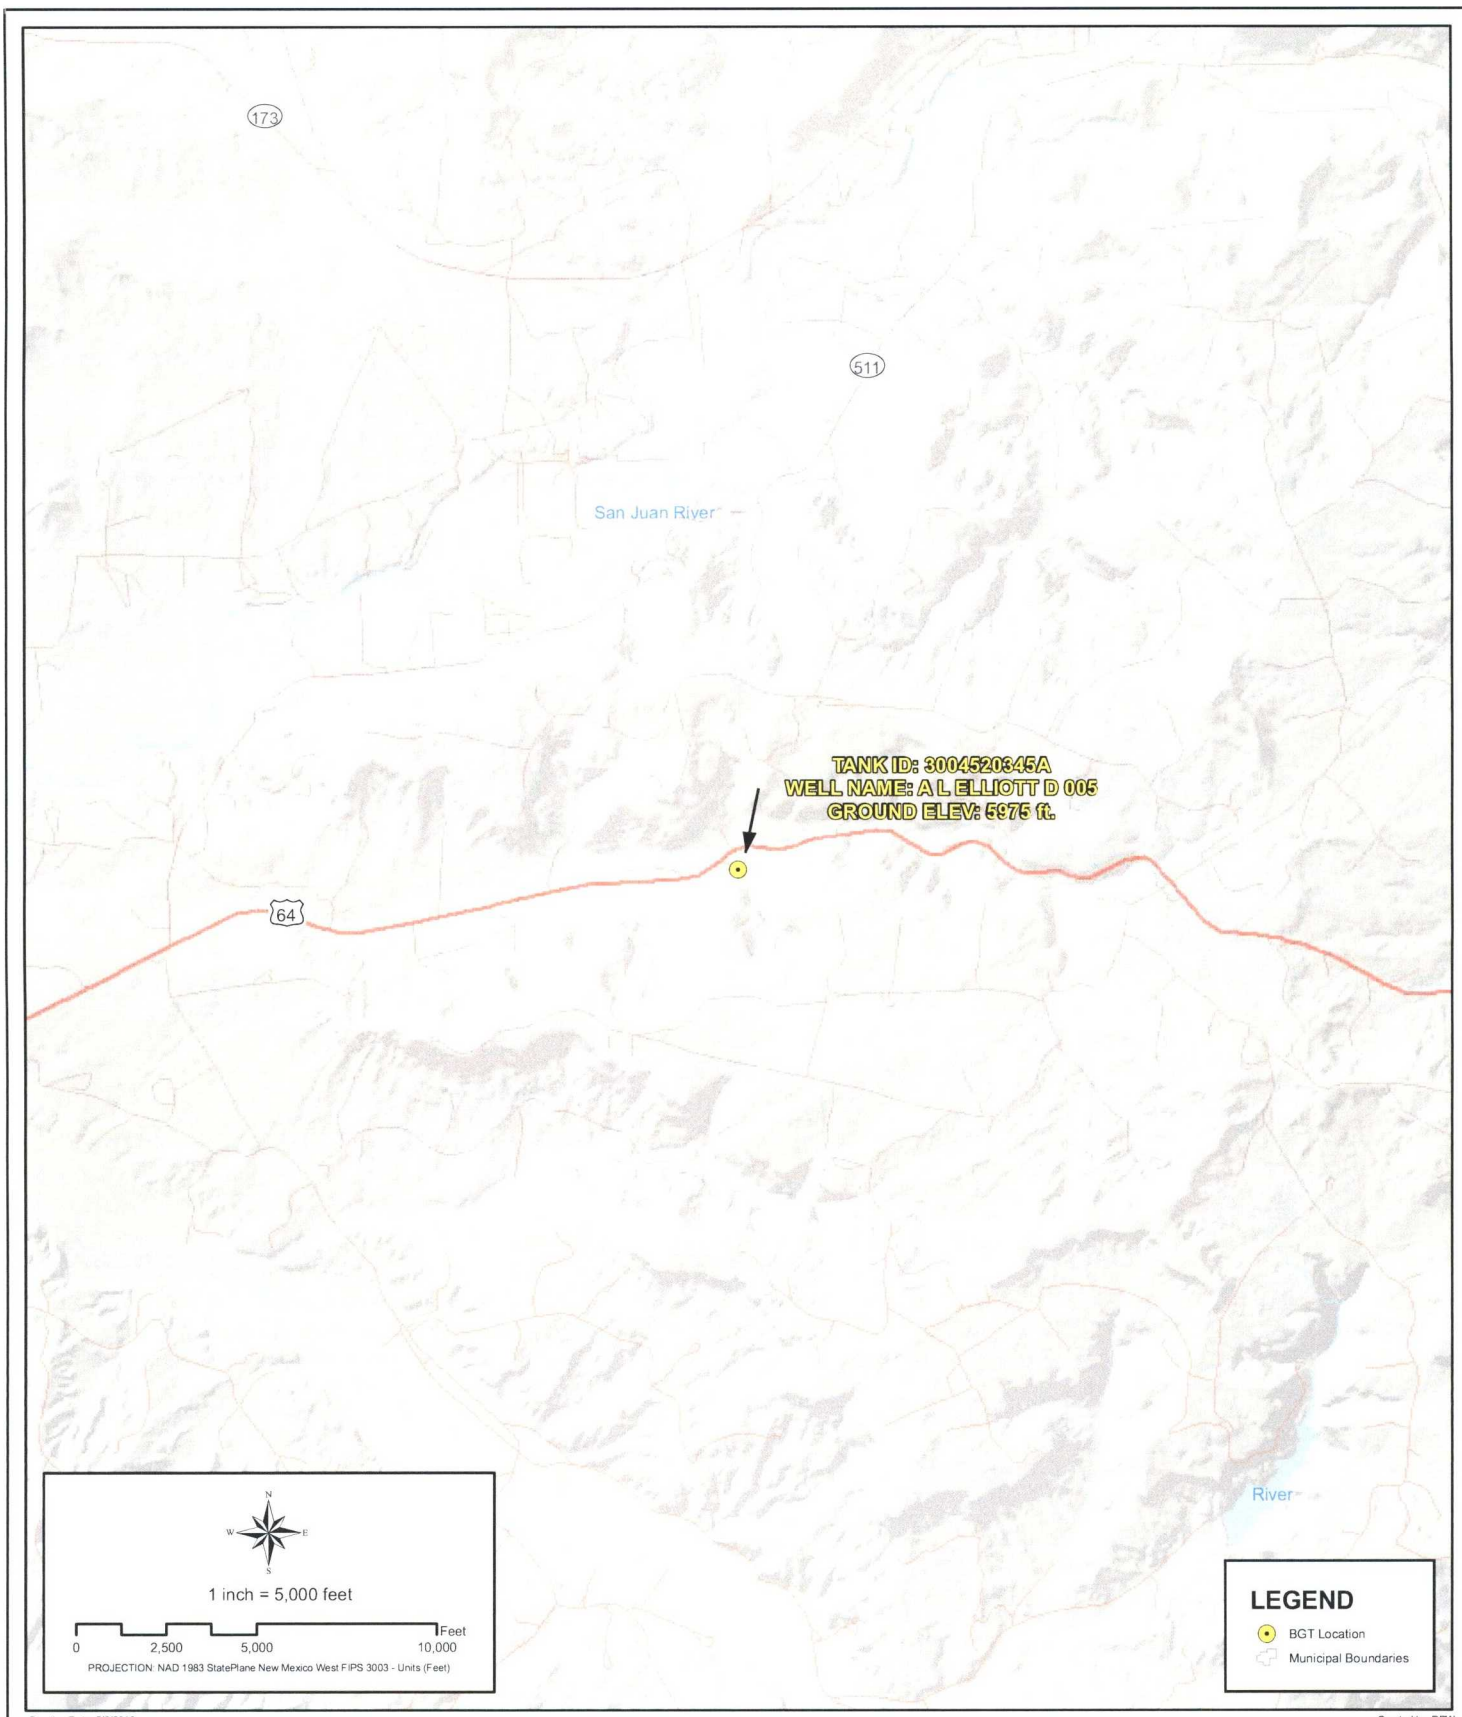 173
511
San Juan River
TANK ID: 3004520345A
WELL NAME: A L ELLIOTT D 005
GROUND ELEV: 5975 ft.
64
River
N
W E
S
1 inch = 5,000 feet
Feet
0 2,500 5,000 10,000
PROJECTION: NAD 1983 StatePlane New Mexico West FIPS 3003 - Units (Feet)
LEGEND
BGT Location
Municipal Boundaries